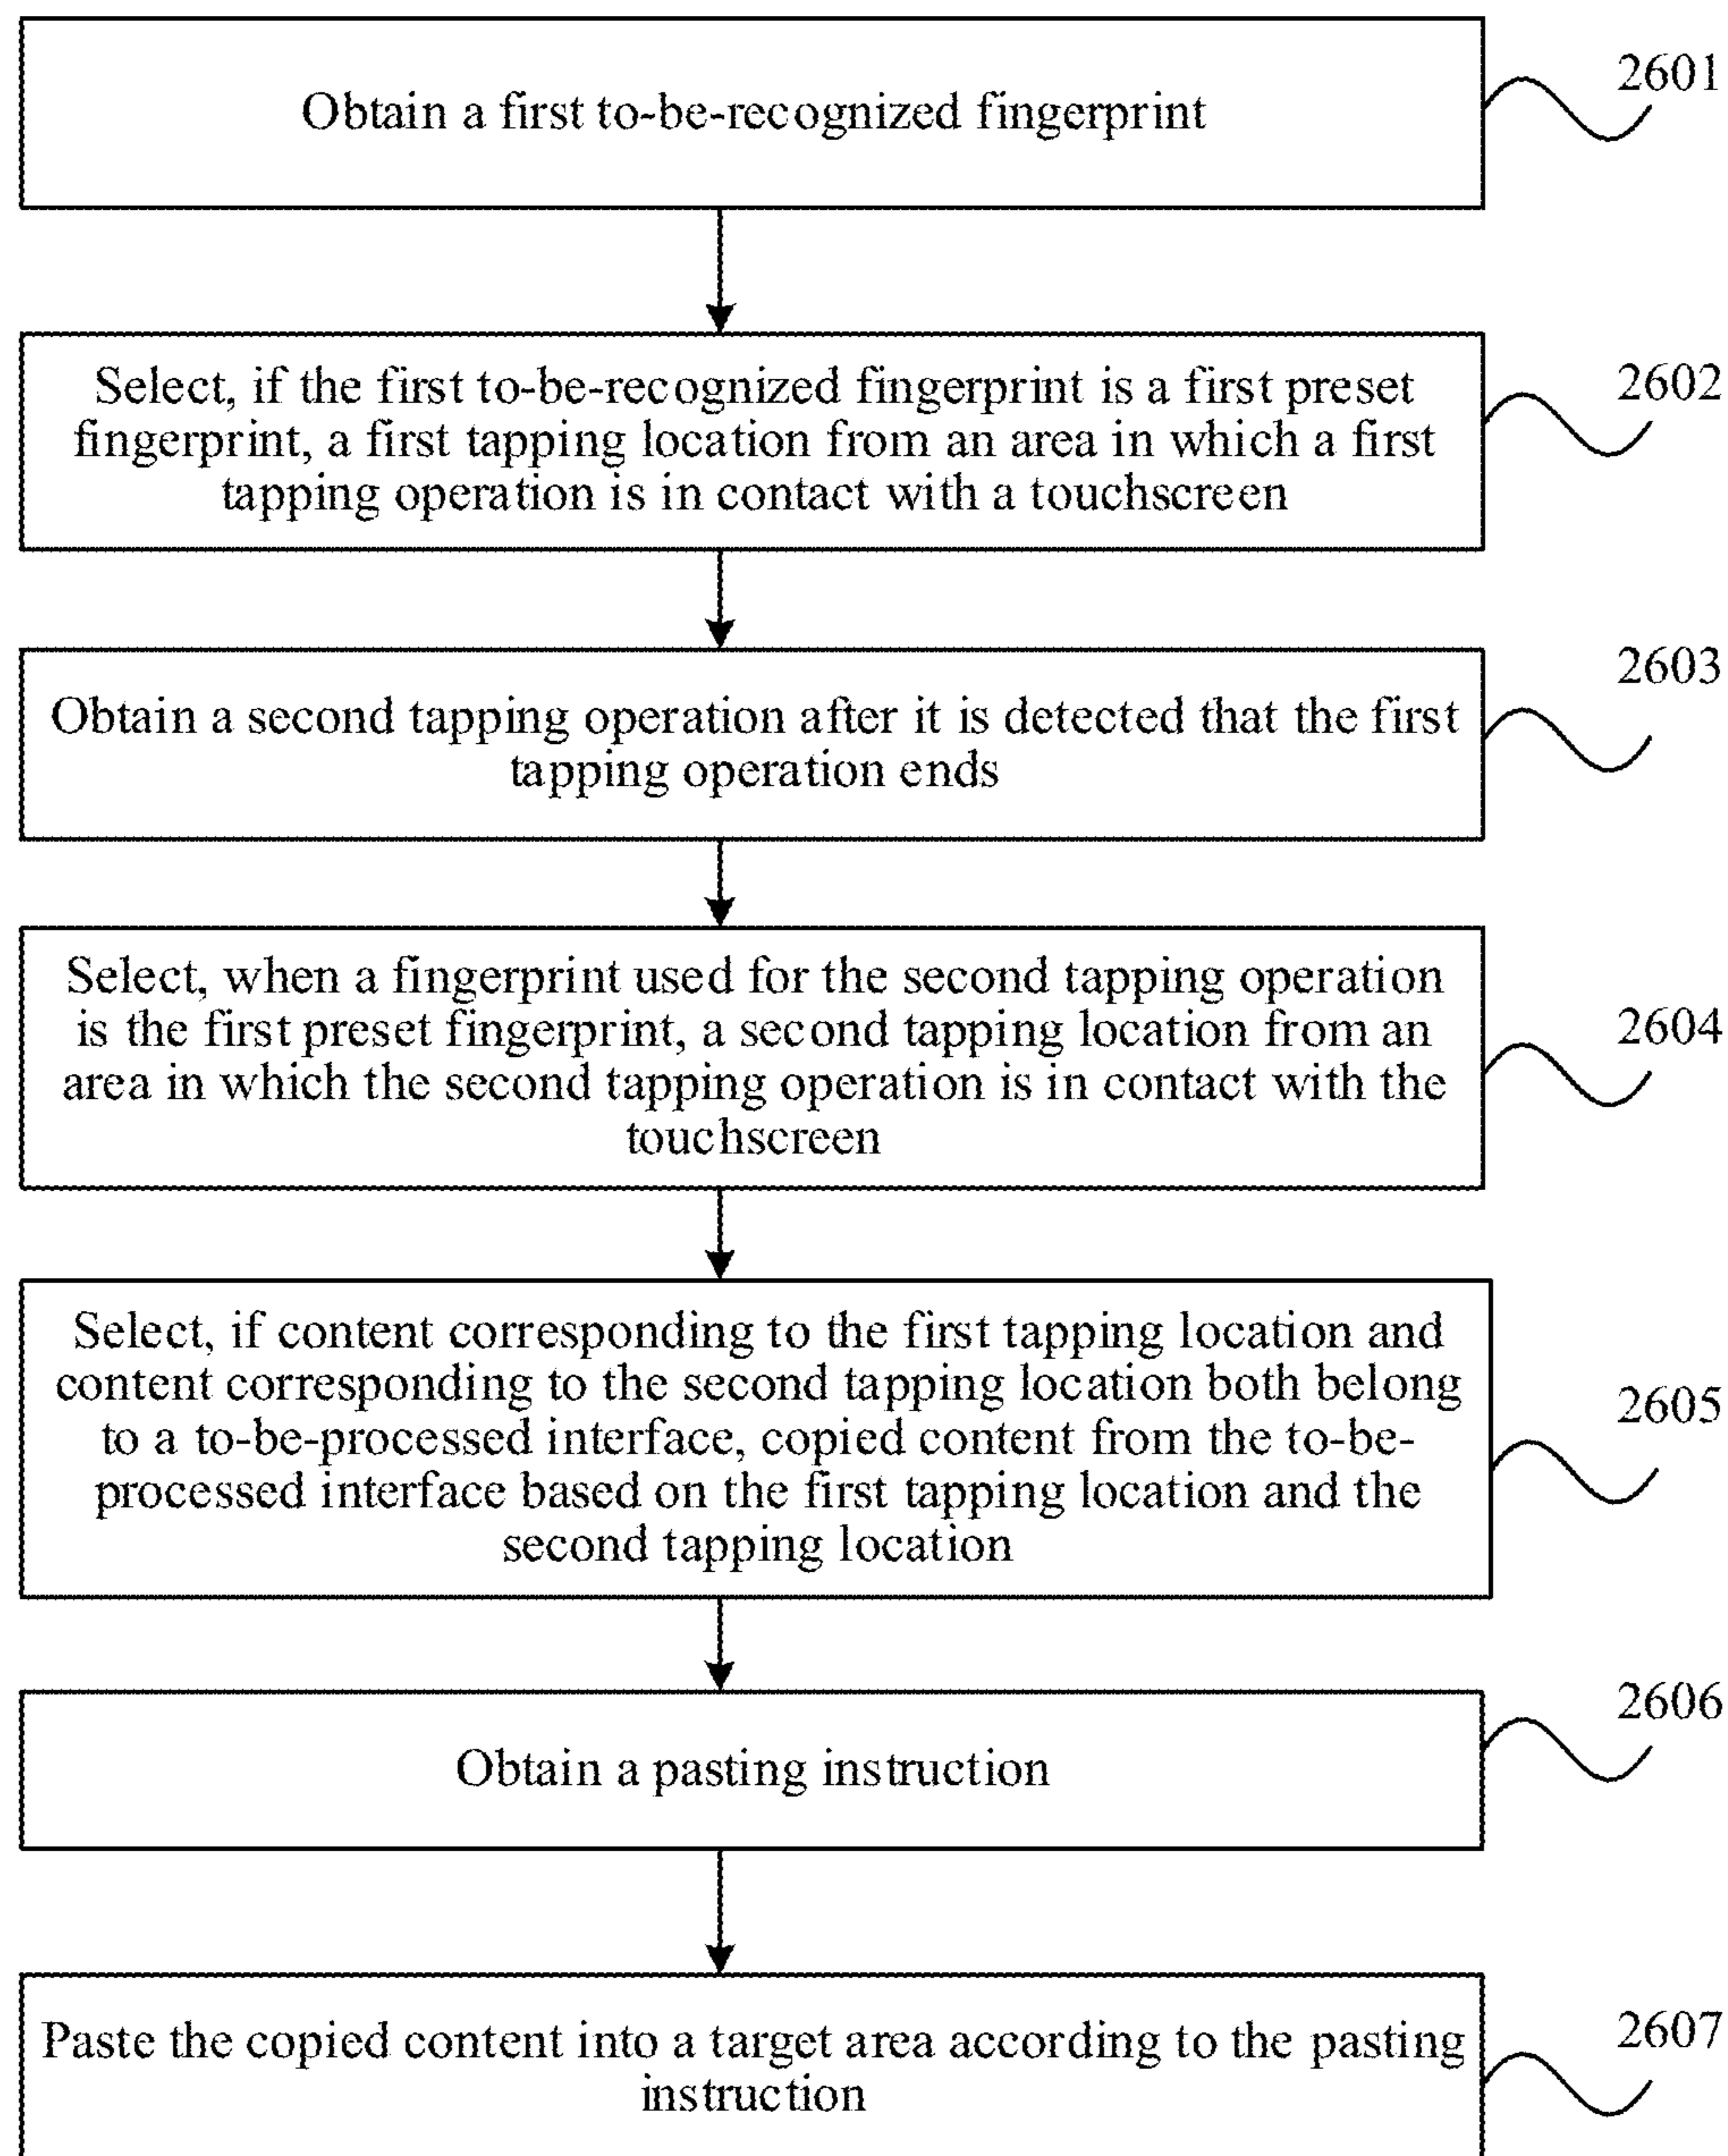 Obtain a first to-be-recognized fingerprint
2601
Select, if the first to-be-recognized fingerprint is a first preset
fingerprint, a first tapping location from an area in which a first
tapping operation is in contact with a touchscreen
2602
Obtain a second tapping operation after it is detected that the first
tapping operation ends
2603
Select, when a fingerprint used for the second tapping operation
is the first preset fingerprint, a second tapping location from an
area in which the second tapping operation is in contact with the
touchscreen
2604
Select, if content corresponding to the first tapping location and
content corresponding to the second tapping location both belong
to a to-be-processed interface, copied content from the to-be-
processed interface based on the first tapping location and the
second tapping location
2605
Obtain a pasting instruction
2606
Paste the copied content into a target area according to the pasting
instruction
2607